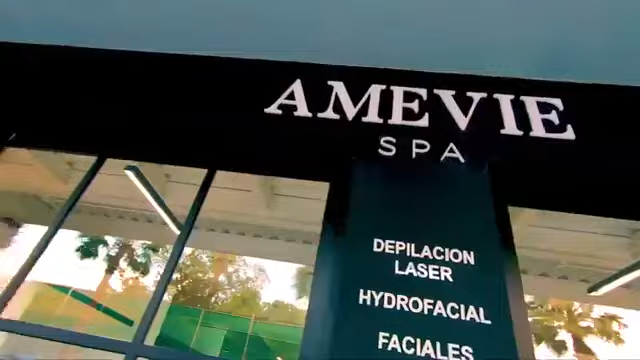 AMEVIE
SPA
DEPILACION
LASER
HYDROFACIAL
FACIALES